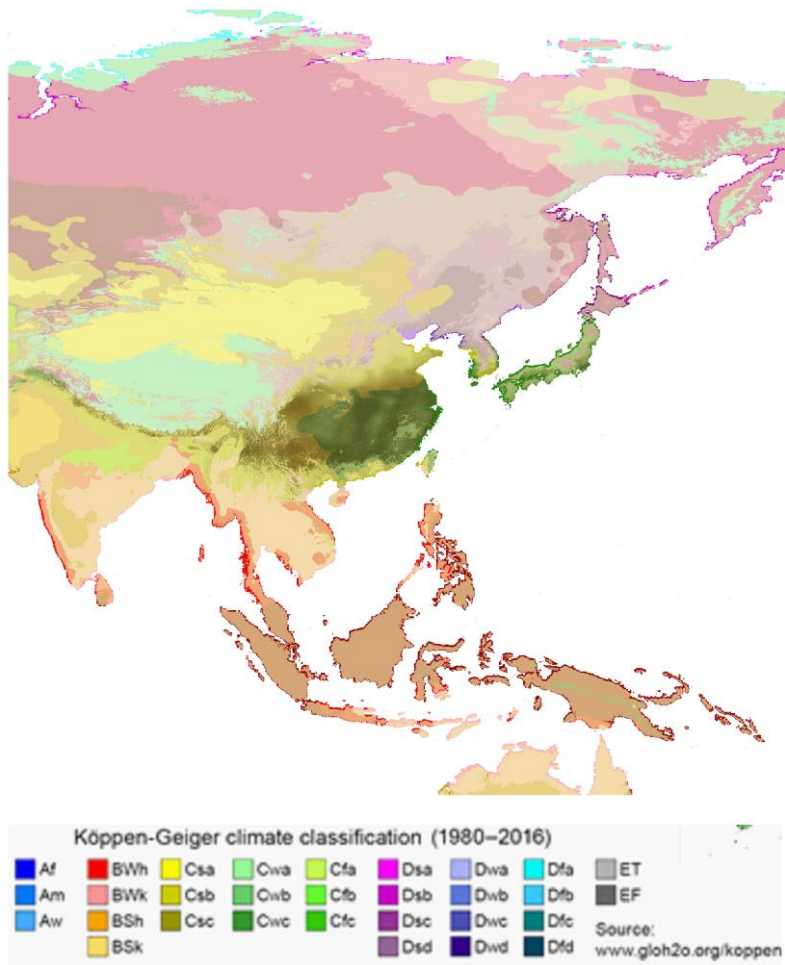 Köppen-Geiger climate classification (1980–2016)
Af BWh Csa Cwa Cfa Dsa Dwa Dfa ET
Am BWk Csb Cwb Cfb Dsb Dwb Dfb EF
Aw BSh Csc Cwc Cfc Dsc Dwc Dfc Source:
BSk Dsd Dwd Dfd www.gloh2o.org/koppen